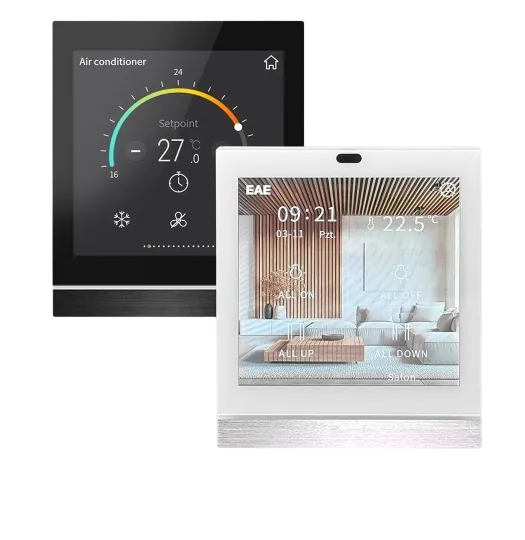 Air conditioner
24
Setpoint
27.0
°C
16
EAE
09:21
03-11 Pzt.
22.5°C
ALL ON
ALL OFF
ALL UP
ALL DOWN
Salon